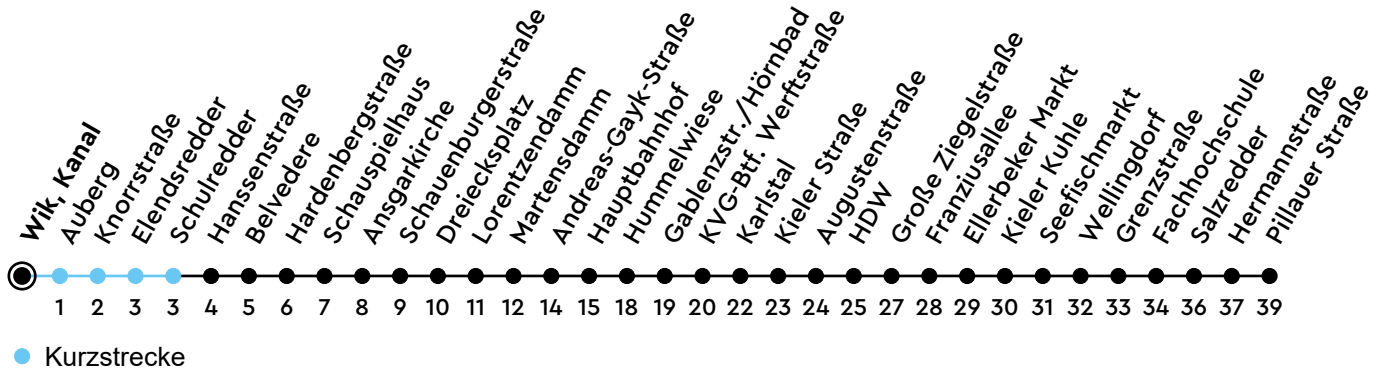 Wik, Kanal
Auberg
Knorrstraße
Elendsredder
Schulredder
Hanssenstraße
Belvedere
Hardenbergstraße
Schauspielhaus
Ansgarkirche
Schauenburgerstraße
Dreiecksplatz
Lorentzendamm
Martensdamm
Andreas-Gayk-Straße
Hauptbahnhof
Hummelwiese
Gablenzstr./Hörnbad
KVG-Btf. Werftstraße
Karlstal
Kieler Straße
Augustenstraße
HDW
Große Ziegelstraße
Franziusallee
Ellerbeker Markt
Kieler Kuhle
Seefischmarkt
Wellingdorf
Grenzstraße
Fachhochschule
Salzredder
Hermannstraße
Pillauer Straße
1 2 3 3 4 5 6 7 8 9 10 11 12 14 15 18 19 20 22 23 24 25 27 28 29 30 31 32 33 34 36 37 39
Kurzstrecke